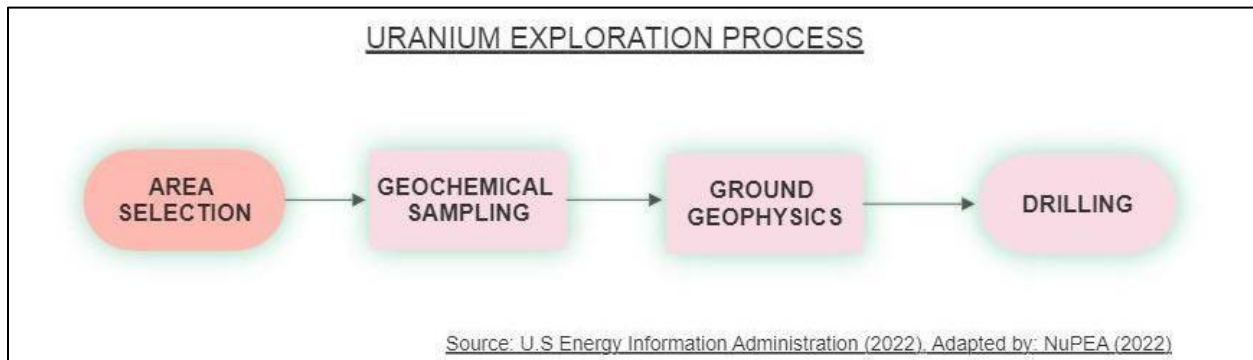 URANIUM EXPLORATION PROCESS
AREA
SELECTION
GEOCHEMICAL
SAMPLING
GROUND
GEOPHYSICS
DRILLING
Source: U.S Energy Information Administration (2022), Adapted by: NuPEA (2022)